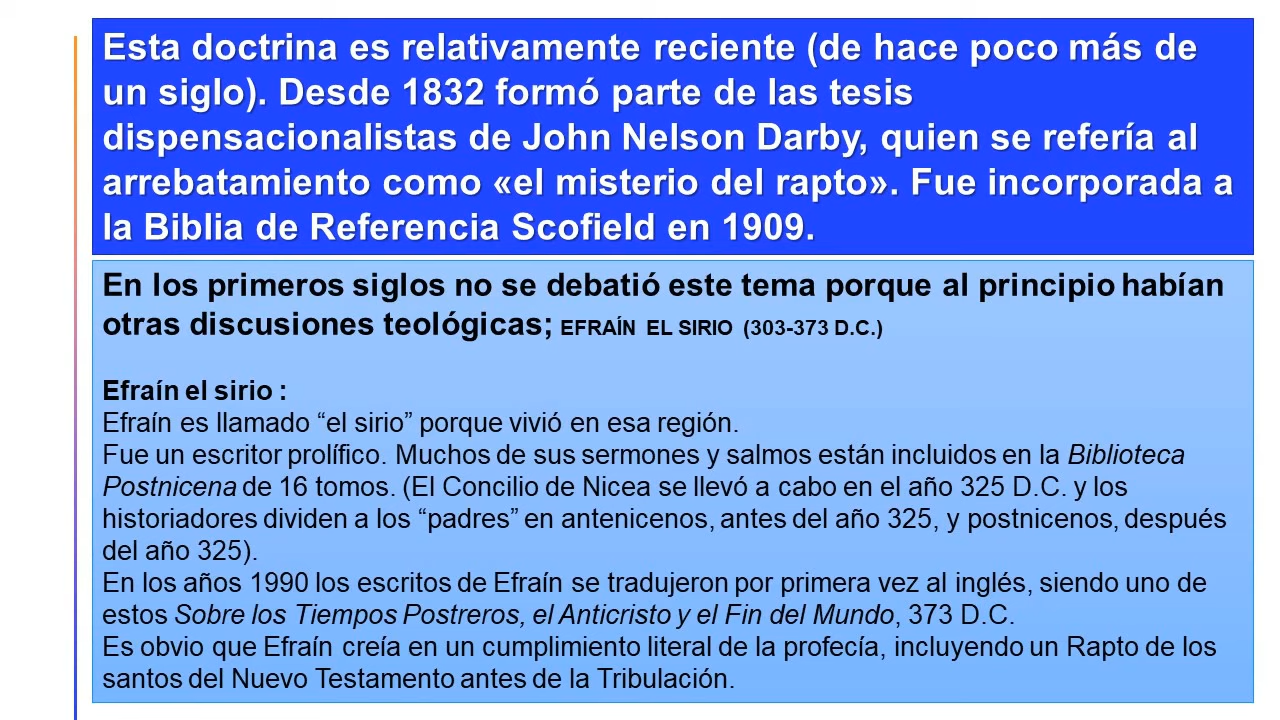 Esta doctrina es relativamente reciente (de hace poco más de
un siglo). Desde 1832 formó parte de las tesis
dispensacionalistas de John Nelson Darby, quien se refería al
arrebatamiento como «el misterio del rapto». Fue incorporada a
la Biblia de Referencia Scofield en 1909.
En los primeros siglos no se debatió este tema porque al principio habían
otras discusiones teológicas; EFRAÍN EL SIRIO (303-373 D.C.)
Efraín el sirio :
Efraín es llamado “el sirio” porque vivió en esa región.
Fue un escritor prolífico. Muchos de sus sermones y salmos están incluidos en la Biblioteca
Postnicena de 16 tomos. (El Concilio de Nicea se llevó a cabo en el año 325 D.C. y los
historiadores dividen a los “padres” en antenicenos, antes del año 325, y postnicenos, después
del año 325).
En los años 1990 los escritos de Efraín se tradujeron por primera vez al inglés, siendo uno de
estos Sobre los Tiempos Postreros, el Anticristo y el Fin del Mundo, 373 D.C.
Es obvio que Efraín creía en un cumplimiento literal de la profecía, incluyendo un Rapto de los
santos del Nuevo Testamento antes de la Tribulación.